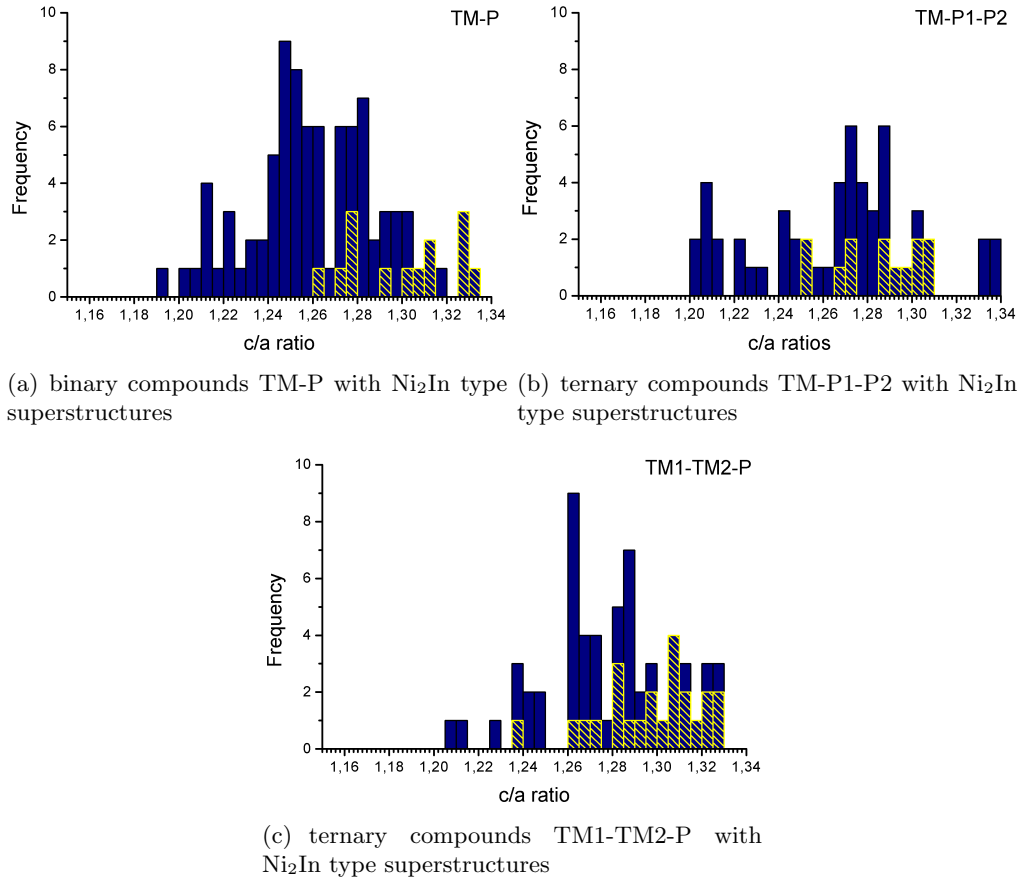 TM-P
10
8
6
4
2
0
Frequency
1,16 1,18 1,20 1,22 1,24 1,26 1,28 1,30 1,32 1,34
c/a ratio
(a) binary compounds TM-P with Ni₂In type
superstructures
TM-P1-P2
10
8
6
4
2
0
Frequency
1,16 1,18 1,20 1,22 1,24 1,26 1,28 1,30 1,32 1,34
c/a ratios
(b) ternary compounds TM-P1-P2 with Ni₂In
type superstructures
TM1-TM2-P
10
8
6
4
2
0
Frequency
1,16 1,18 1,20 1,22 1,24 1,26 1,28 1,30 1,32 1,34
c/a ratio
(c) ternary compounds TM1-TM2-P with
Ni₂In type superstructures